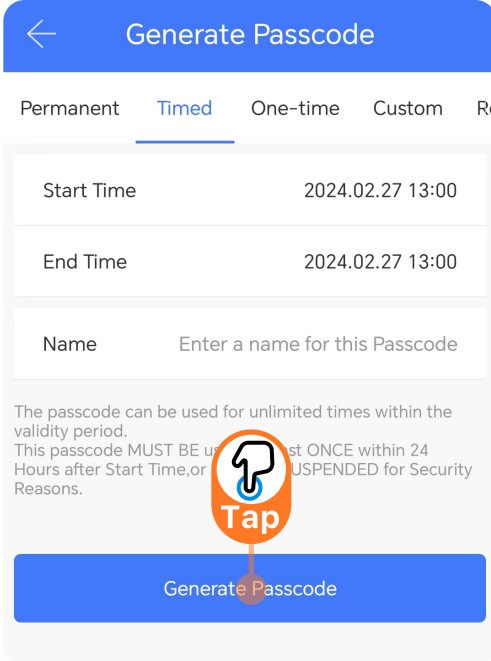 Generate Passcode
Permanent Timed One-time Custom
Start Time 2024.02.27 13:00
End Time 2024.02.27 13:00
Name Enter a name for this Passcode
The passcode can be used for unlimited times within the
validity period.
This passcode MUST BE ONCE within 24
Hours after Start Time,or USPENDED for Security
Reasons.
Tap
Generate Passcode